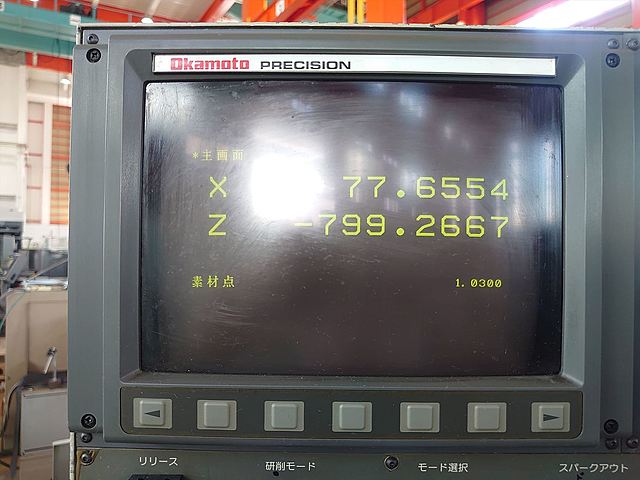 Okamoto PRECISION
*主画面
X 77.6554
Z -799.2667
素材点 1.0300
リリース 研削モード モード選択 スパークアウト